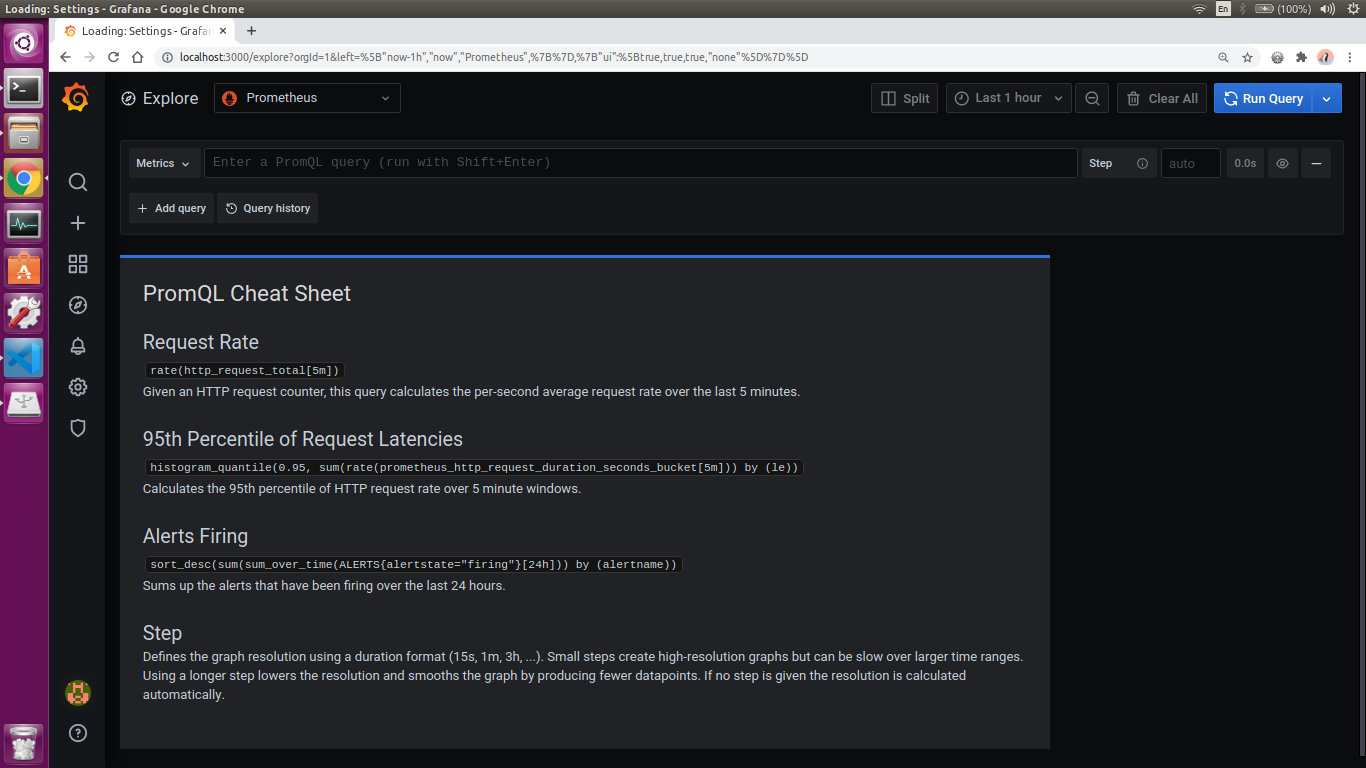 Loading: Settings - Grafana - Google Chrome
En
(100%)
Loading: Settings - Grafan
localhost:3000/explore?orgId=1&left=%5B"now-1h","now","Prometheus",%7B%7D,%7B"ui":%5Btrue,true,true,"none"%5D%7D%5D
Explore
Prometheus
Split
Last 1 hour
Clear All
Run Query
Metrics
Enter a PromQL query (run with Shift+Enter)
Step
auto
0.0s
Add query
Query history
PromQL Cheat Sheet
Request Rate
rate(http_request_total[5m])
Given an HTTP request counter, this query calculates the per-second average request rate over the last 5 minutes.
95th Percentile of Request Latencies
histogram_quantile(0.95, sum(rate(prometheus_http_request_duration_seconds_bucket[5m])) by (le))
Calculates the 95th percentile of HTTP request rate over 5 minute windows.
Alerts Firing
sort_desc(sum(sum_over_time(ALERTS{alertstate="firing"}[24h])) by (alertname))
Sums up the alerts that have been firing over the last 24 hours.
Step
Defines the graph resolution using a duration format (15s, 1m, 3h, ...). Small steps create high-resolution graphs but can be slow over larger time ranges.
Using a longer step lowers the resolution and smooths the graph by producing fewer datapoints. If no step is given the resolution is calculated
automatically.